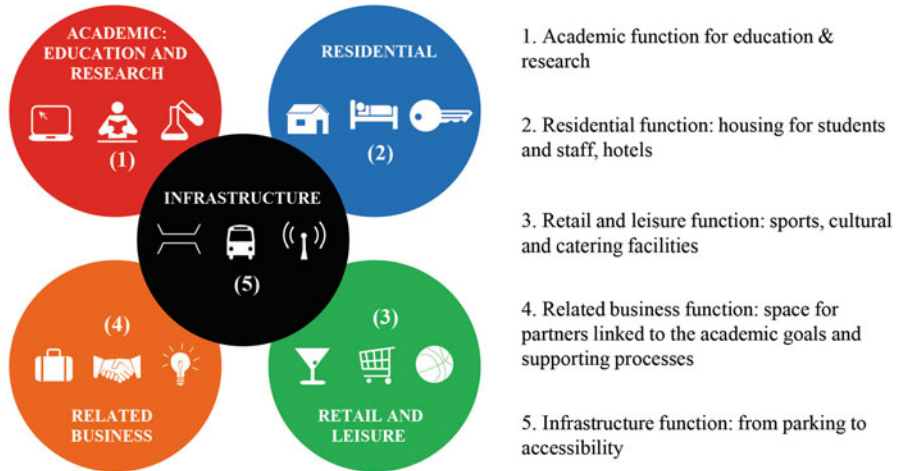 ACADEMIC:
EDUCATION AND
RESEARCH
(1)
RESIDENTIAL
(2)
INFRASTRUCTURE
(5)
(4)
RELATED
BUSINESS
(3)
RETAIL AND
LEISURE
1. Academic function for education &
research
2. Residential function: housing for students
and staff, hotels
3. Retail and leisure function: sports, cultural
and catering facilities
4. Related business function: space for
partners linked to the academic goals and
supporting processes
5. Infrastructure function: from parking to
accessibility